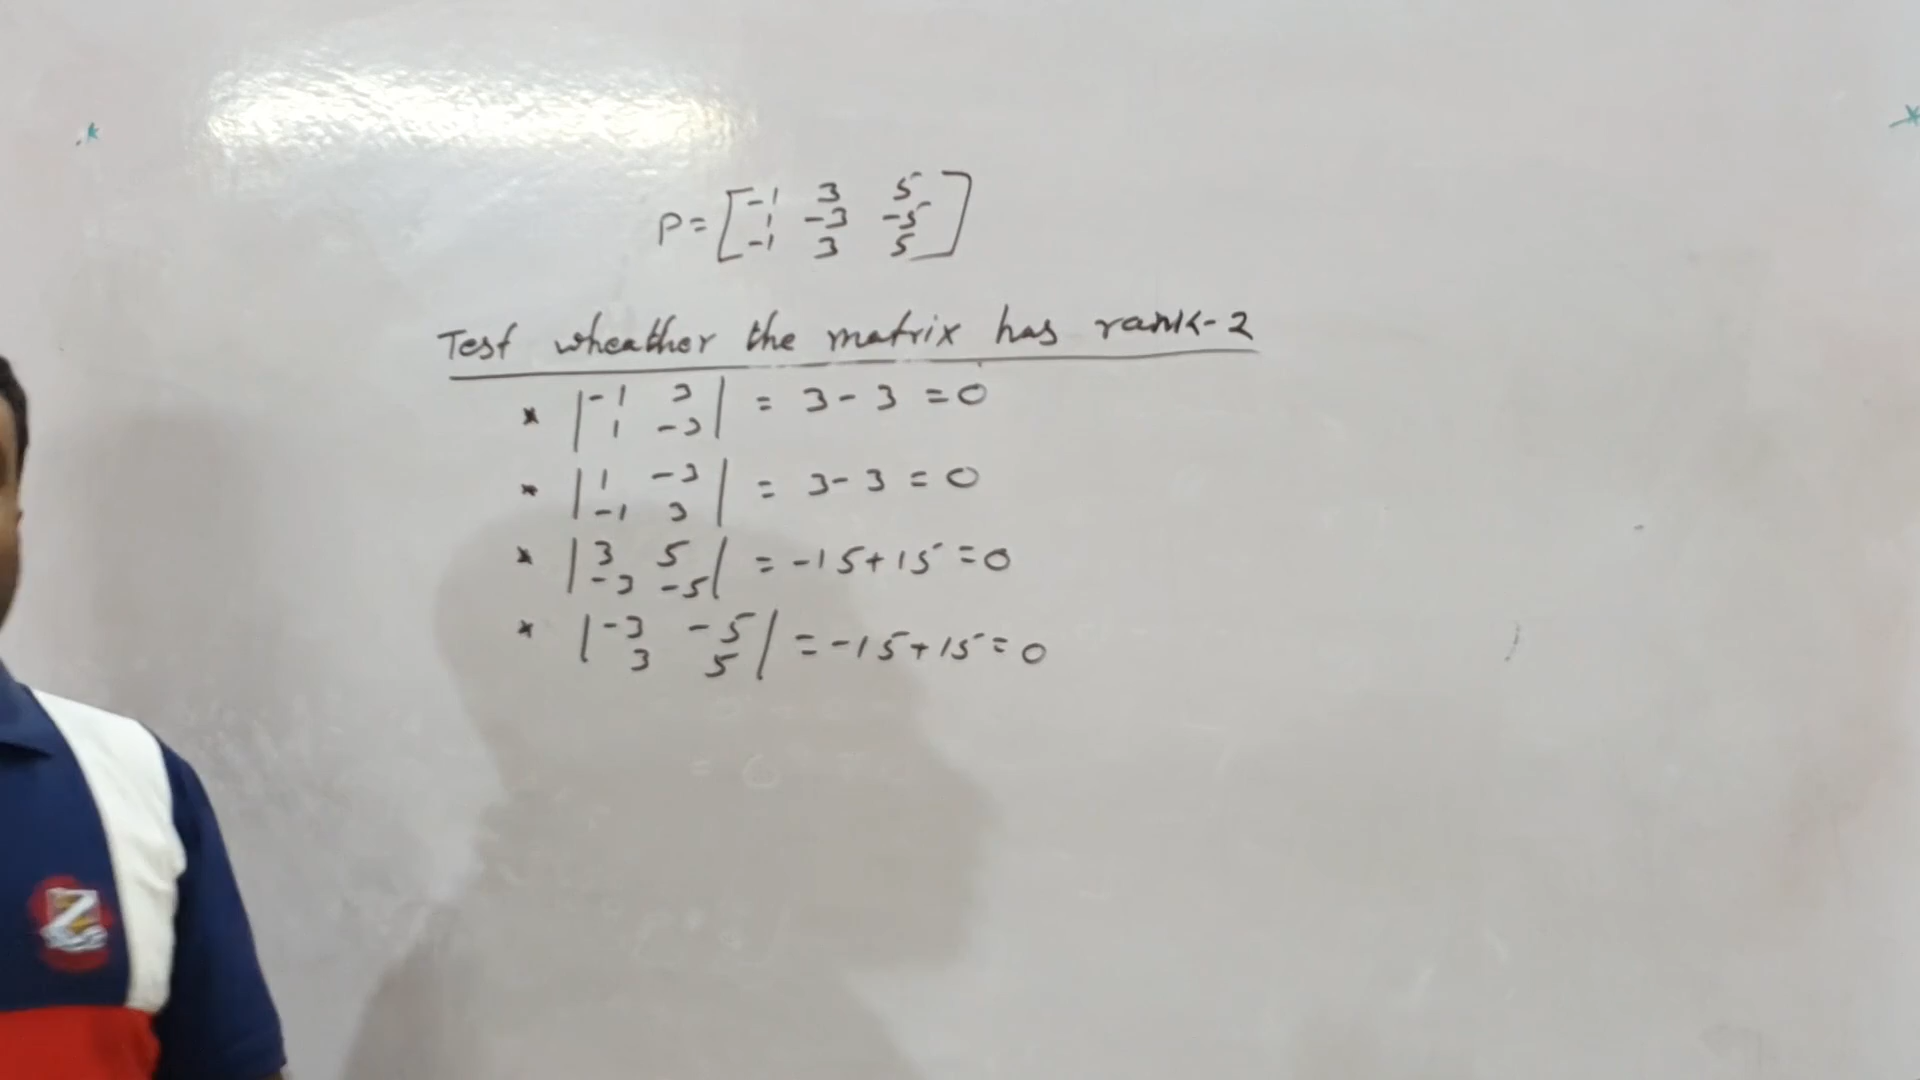 P = [ -1 3 5
1 -3 -5
-1 3 5 ]
Test wheather the matrix has rank-2
* | -1 3
1 -3 | = 3 - 3 = 0
* | 1 -3
-1 3 | = 3 - 3 = 0
* | 3 5
-3 -5 | = -15 + 15 = 0
* | -3 -5
3 5 | = -15 + 15 = 0
Z